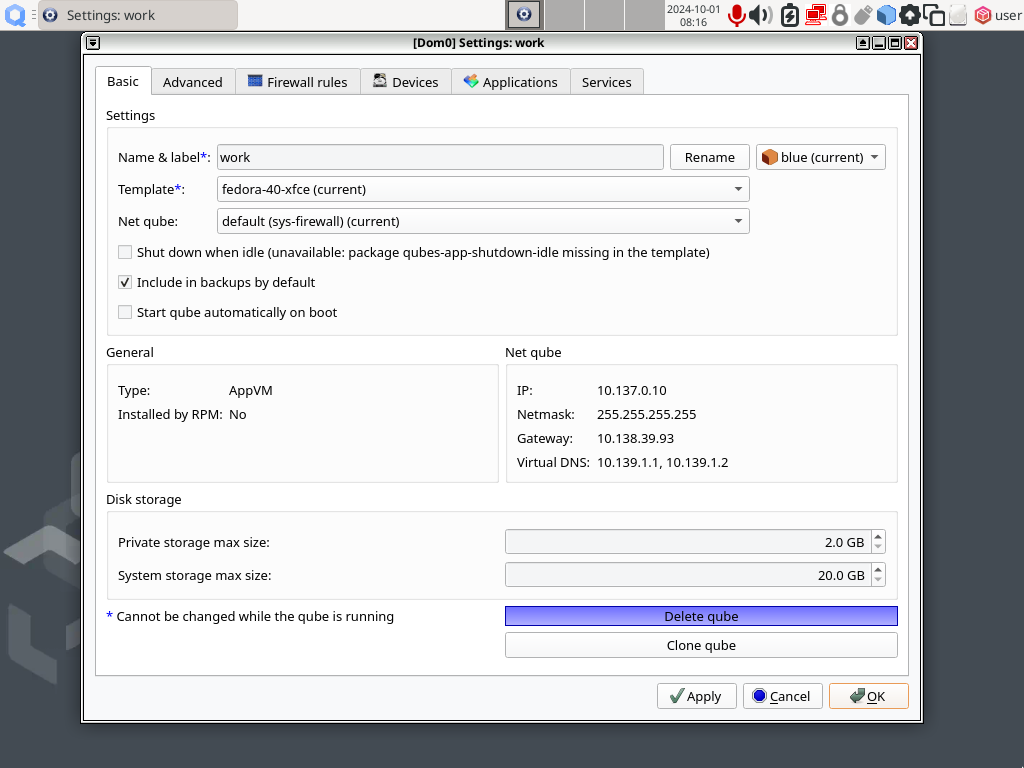 Settings: work
2024-10-01
08:16
user
[Dom0] Settings: work
Basic Advanced Firewall rules Devices Applications Services
Settings
Name & label*: work Rename blue (current)
Template*: fedora-40-xfce (current)
Net qube: default (sys-firewall) (current)
Shut down when idle (unavailable: package qubes-app-shutdown-idle missing in the template)
Include in backups by default
Start qube automatically on boot
General
Type: AppVM
Installed by RPM: No
Net qube
IP: 10.137.0.10
Netmask: 255.255.255.255
Gateway: 10.138.39.93
Virtual DNS: 10.139.1.1, 10.139.1.2
Disk storage
Private storage max size: 2.0 GB
System storage max size: 20.0 GB
* Cannot be changed while the qube is running
Delete qube
Clone qube
Apply Cancel OK